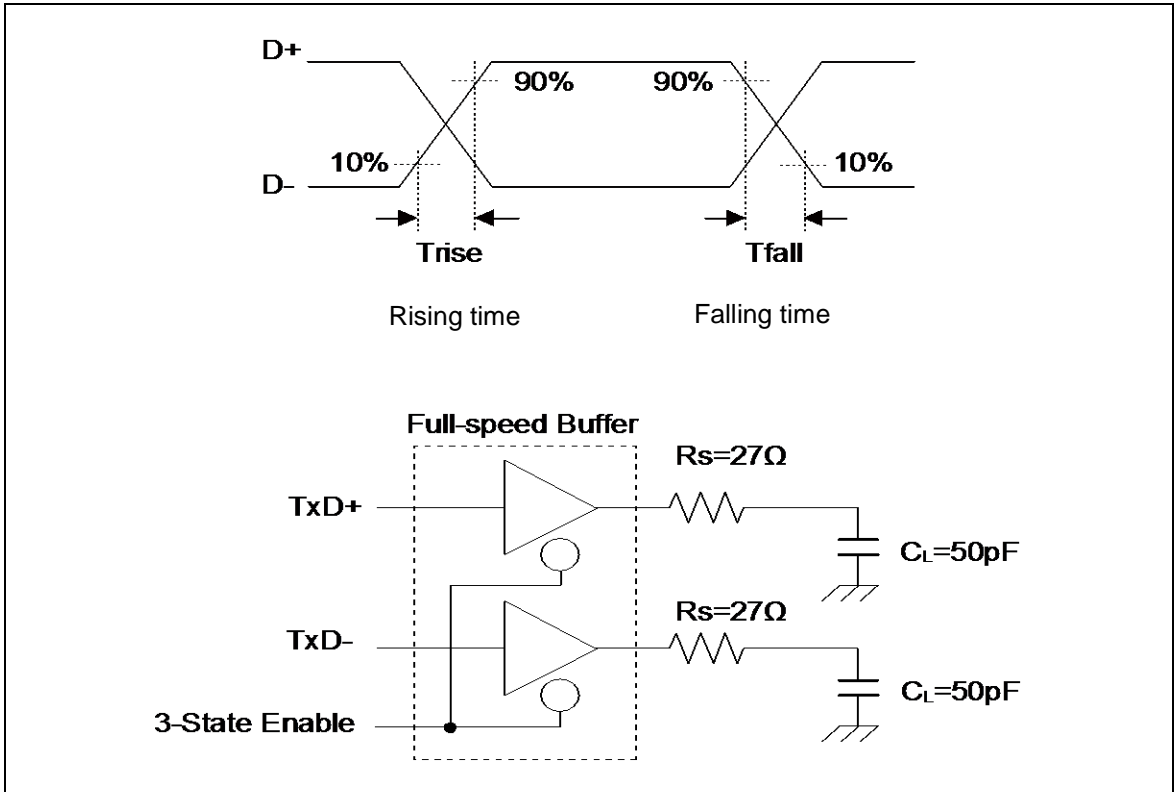 D+
90% 90%
10% 10%
D-
Trise Tfall
Rising time Falling time
Full-speed Buffer
Rs=27Ω
TxD+
CL=50pF
Rs=27Ω
TxD-
CL=50pF
3-State Enable